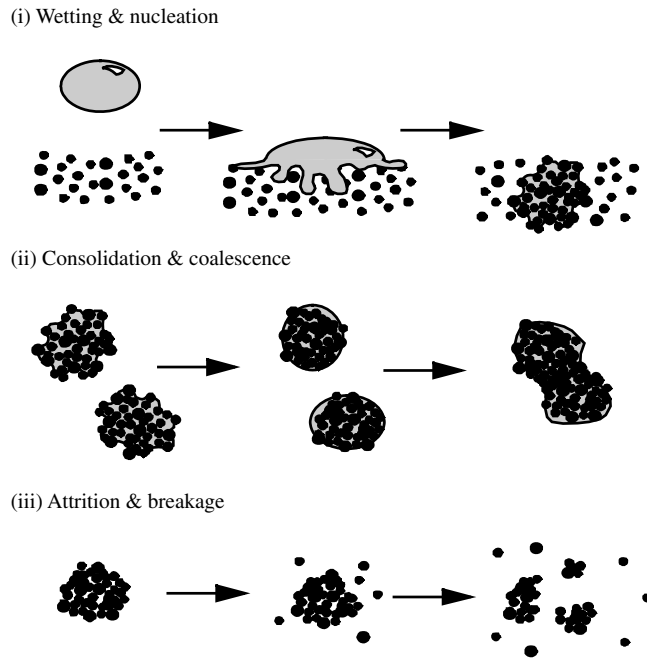 (i) Wetting & nucleation
(ii) Consolidation & coalescence
(iii) Attrition & breakage